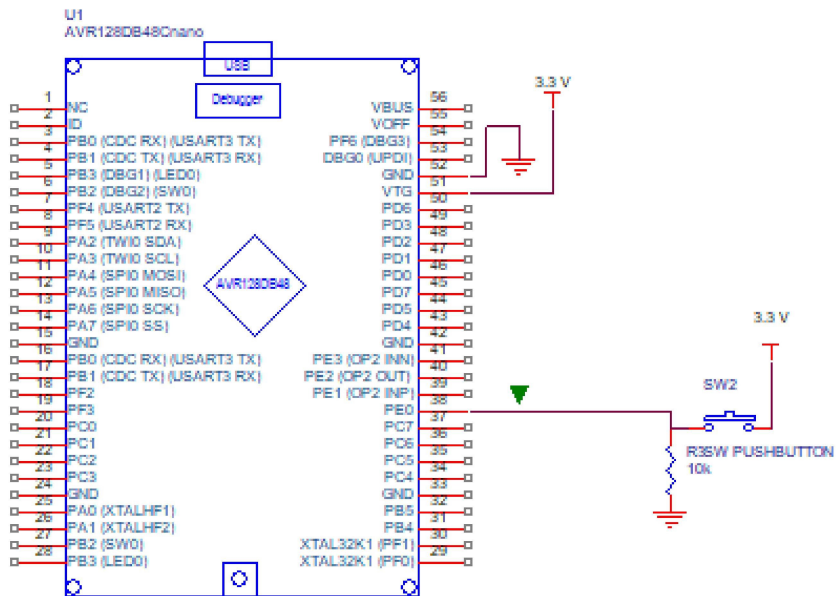 U1
AVR128DB48Cnano
USB
Debugger
3.3 V
1 NC VBUS 56
2 ID VOFF 55
3 PB0 (CDC RX) (USART3 TX) PF6 (DBG3) 54
4 PB1 (CDC TX) (USART3 RX) DBG0 (UPDI) 53
5 PB3 (DBG1) (LED0) GND 52
6 PB2 (DBG2) (SW0) VTG 51
7 PF4 (USART2 TX) PD6 50
8 PF5 (USART2 RX) PD3 49
9 PA2 (TWI0 SDA) PD2 48
10 PA3 (TWI0 SCL) PD1 47
11 PA4 (SPI0 MOSI) PD0 46
AVR128DB48
12 PA5 (SPI0 MISO) PD7 45
13 PA6 (SPI0 SCK) PD5 44
14 PA7 (SPI0 SS) PD4 43
15 GND GND 42
16 PB0 (CDC RX) (USART3 TX) PE3 (OP2 INN) 41
17 PB1 (CDC TX) (USART3 RX) PE2 (OP2 OUT) 40
18 PF2 PE1 (OP2 INP) 39
19 PF3 PE0 38
20 PC0 PC7 37
21 PC1 PC6 36
22 PC2 PC5 35
23 PC3 PC4 34
24 GND GND 33
25 PA0 (XTALHF1) PB5 32
26 PA1 (XTALHF2) PB4 31
27 PB2 (SW0) XTAL32K1 (PF1) 30
28 PB3 (LED0) XTAL32K1 (PF0) 29
3.3 V
SW2
R3SW PUSHBUTTON
10k